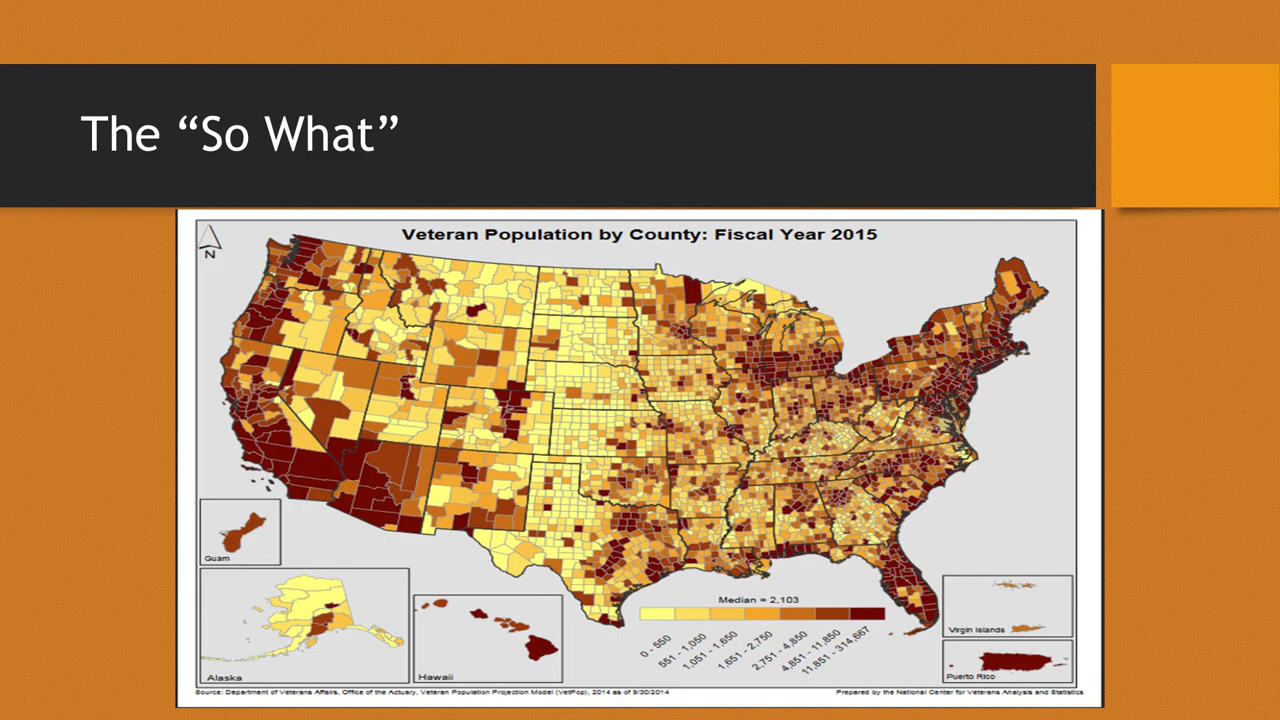 The “So What”
Veteran Population by County: Fiscal Year 2015
N
Guam
Alaska
Hawaii
Median = 2,103
0 - 550
551 - 1,050
1,051 - 1,650
1,651 - 2,750
2,751 - 4,850
4,851 - 11,850
11,851 - 314,667
Virgin Islands
Puerto Rico
Source: Department of Veterans Affairs, Office of the Actuary, Veteran Population Projection Model (VetPop), 2014 as of 9/30/2014
Prepared by the National Center for Veterans Analysis and Statistics